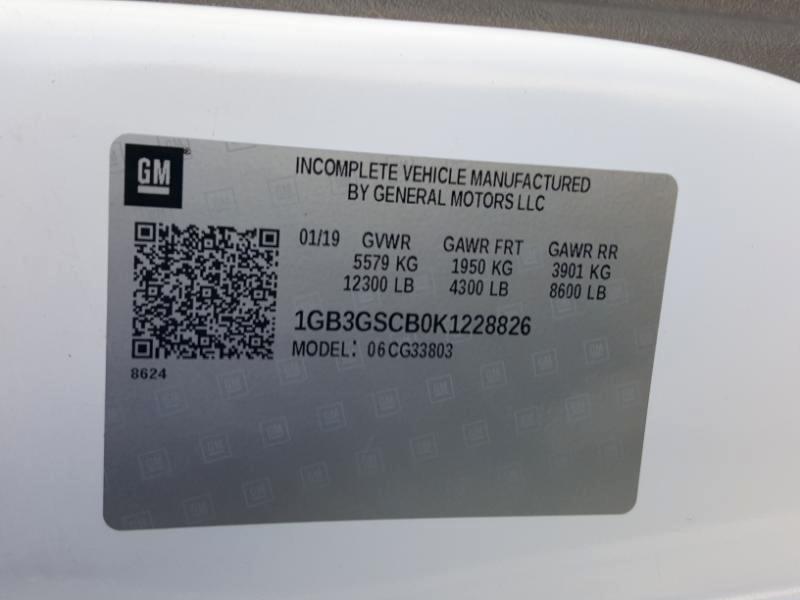 GM
INCOMPLETE VEHICLE MANUFACTURED
BY GENERAL MOTORS LLC
01/19 GVWR GAWR FRT GAWR RR
5579 KG 1950 KG 3901 KG
12300 LB 4300 LB 8600 LB
1GB3GSCB0K1228826
MODEL: 06CG33803
8624